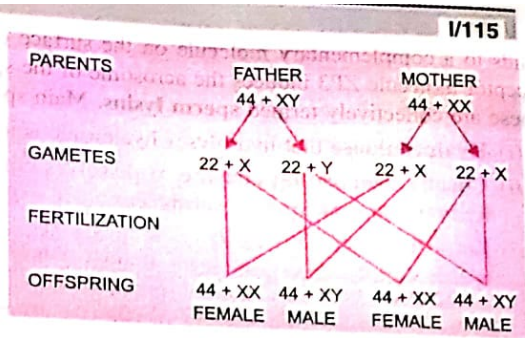 I/115
PARENTS
FATHER MOTHER
44 + XY 44 + XX
GAMETES
22 + X 22 + Y 22 + X 22 + X
FERTILIZATION
OFFSPRING
44 + XX 44 + XY 44 + XX 44 + XY
FEMALE MALE FEMALE MALE